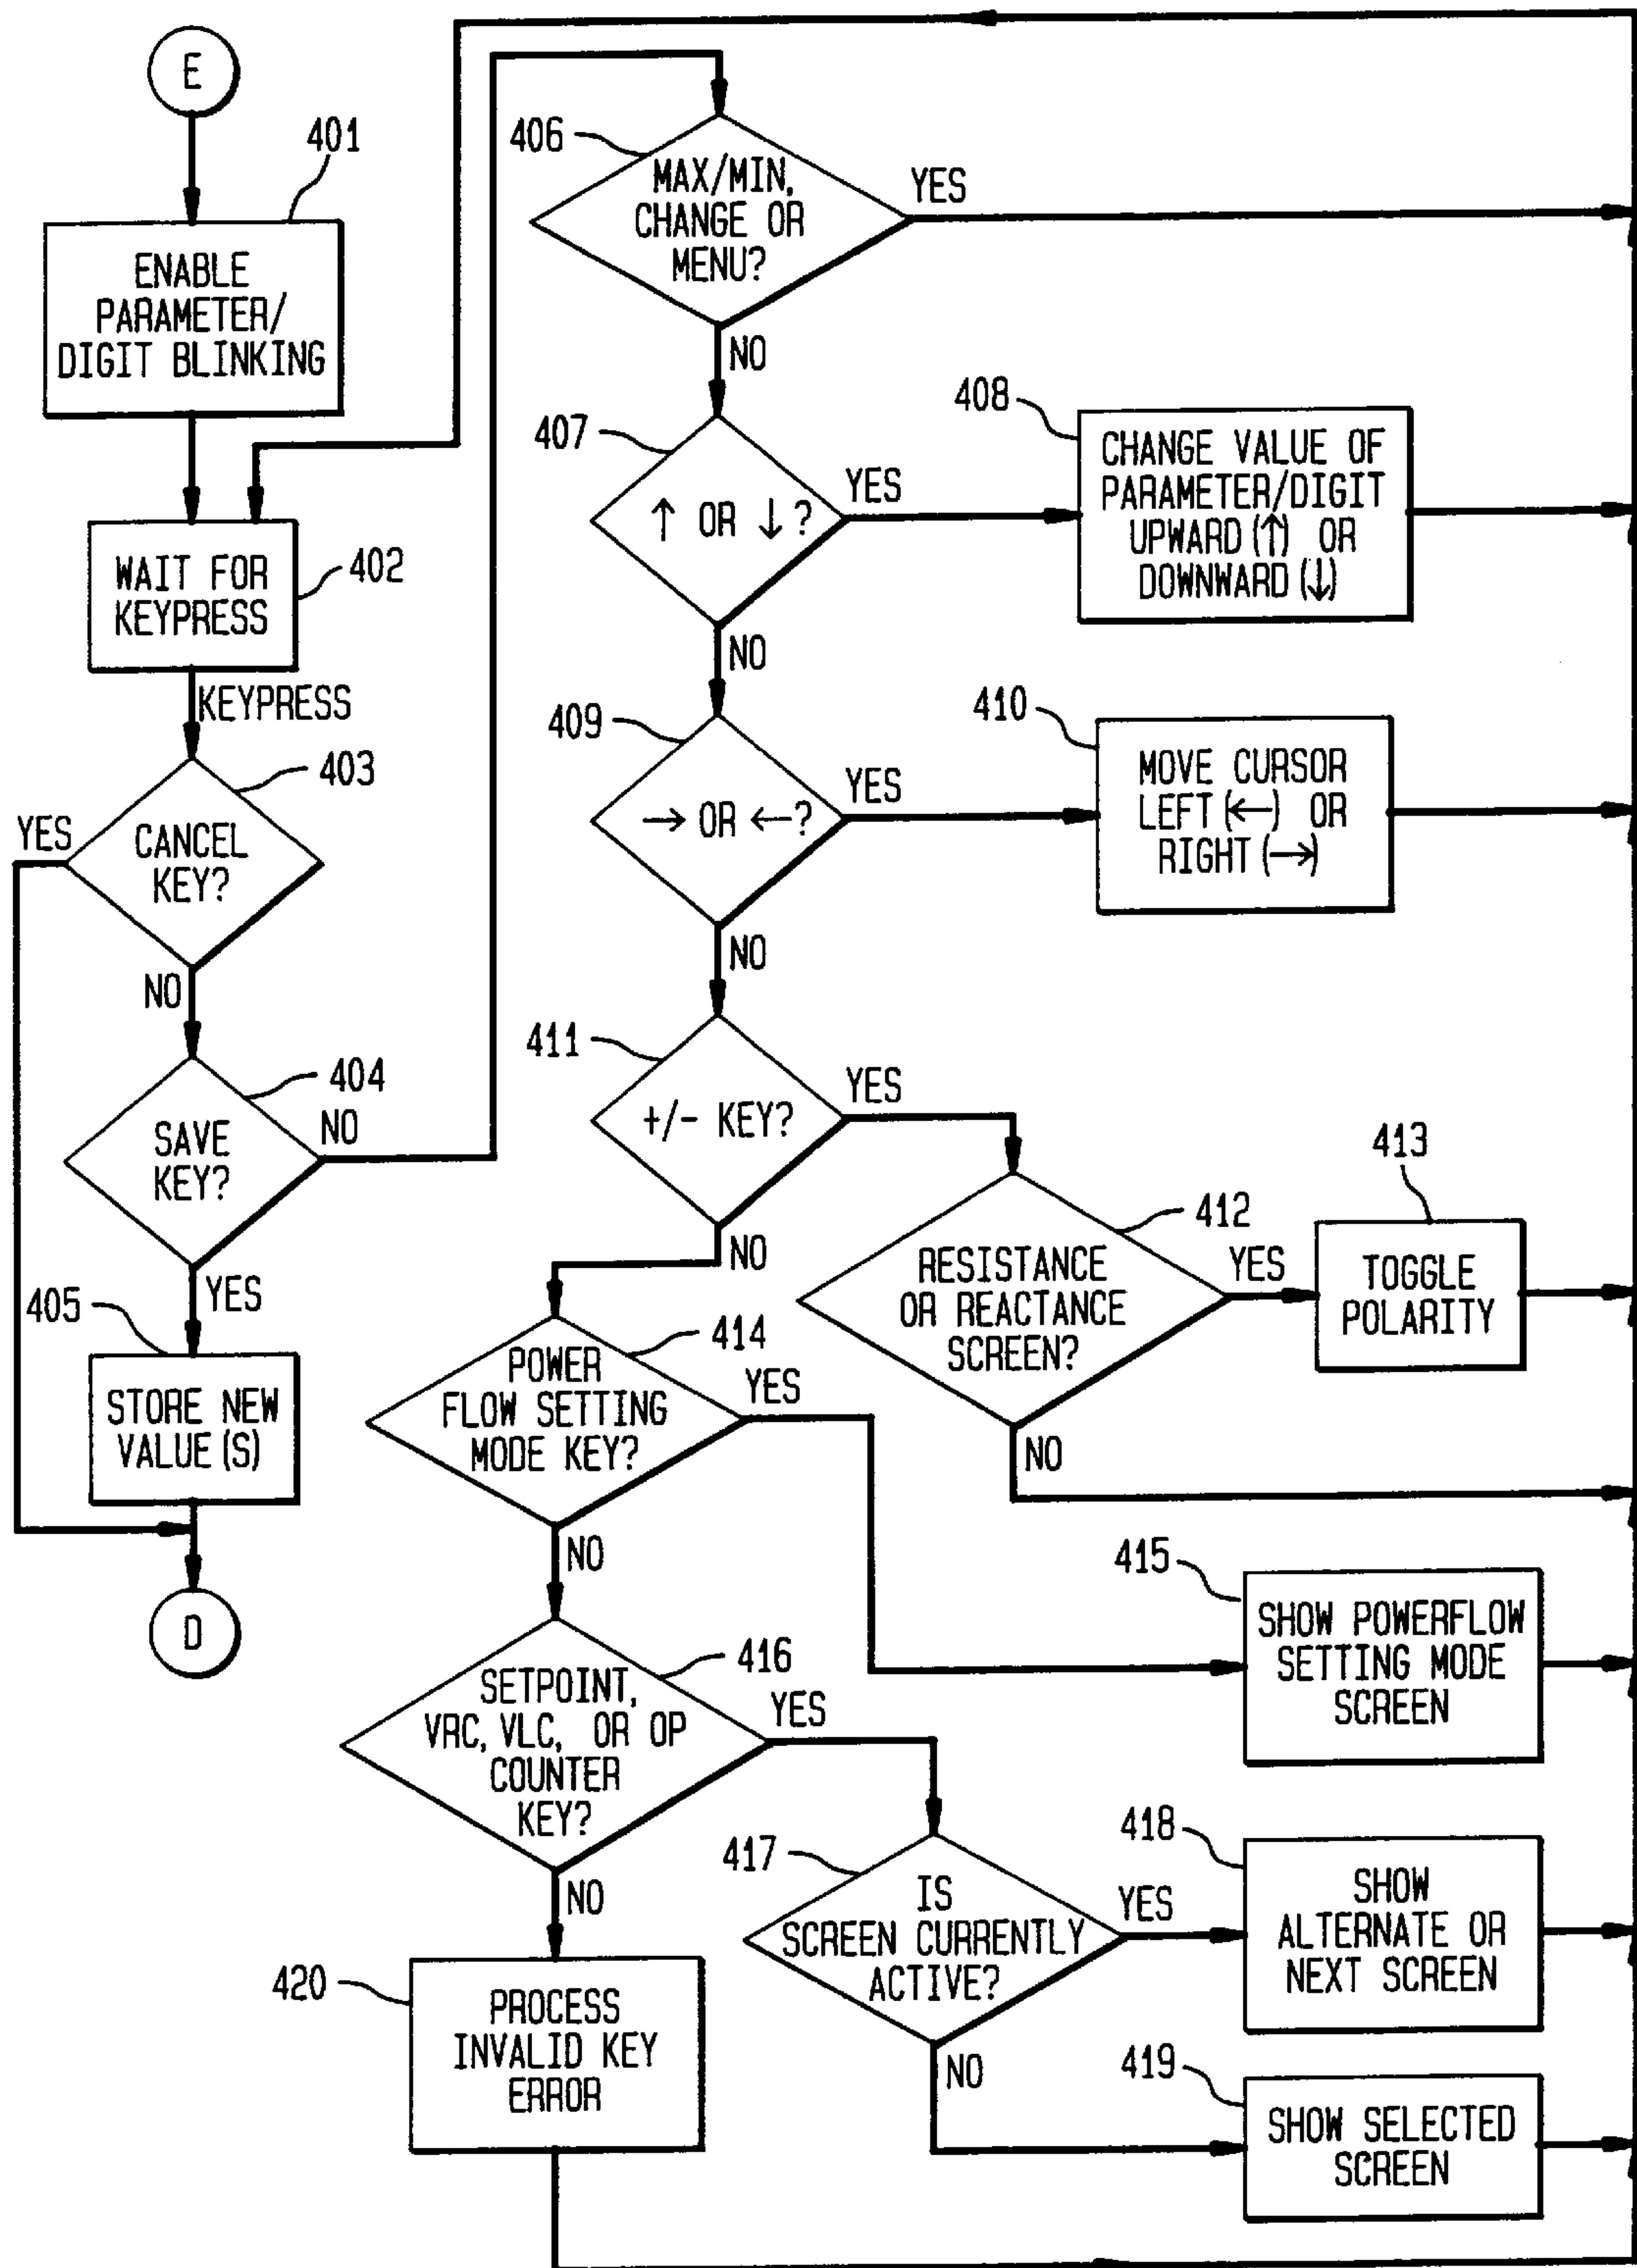 E
401
ENABLE
PARAMETER/
DIGIT BLINKING
WAIT FOR
KEYPRESS
402
KEYPRESS
403
YES
CANCEL
KEY?
NO
404
SAVE
KEY?
NO
YES
405
STORE NEW
VALUE(S)
D
406
MAX/MIN,
CHANGE OR
MENU?
YES
NO
407
↑ OR ↓?
YES
408
CHANGE VALUE OF
PARAMETER/DIGIT
UPWARD (↑) OR
DOWNWARD (↓)
NO
409
→ OR ←?
YES
410
MOVE CURSOR
LEFT (←) OR
RIGHT (→)
NO
411
+/- KEY?
YES
NO
412
RESISTANCE
OR REACTANCE
SCREEN?
YES
413
TOGGLE
POLARITY
NO
414
POWER
FLOW SETTING
MODE KEY?
YES
415
SHOW POWERFLOW
SETTING MODE
SCREEN
NO
416
SETPOINT,
VRC, VLC, OR OP
COUNTER
KEY?
YES
417
IS
SCREEN CURRENTLY
ACTIVE?
YES
418
SHOW
ALTERNATE OR
NEXT SCREEN
NO
419
SHOW SELECTED
SCREEN
NO
420
PROCESS
INVALID KEY
ERROR